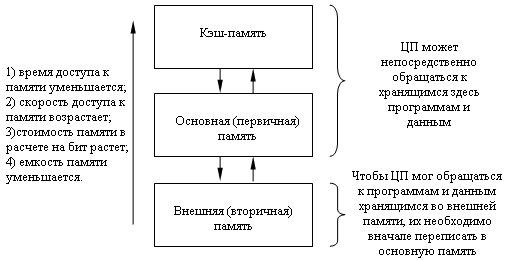 Кэш-память
1) время доступа к
памяти уменьшается;
2) скорость доступа к
памяти возрастает;
3)стоимость памяти в
расчете на бит растет;
4) емкость памяти
уменьшается.
ЦП может
непосредственно
обращаться к
хранящимся здесь
программам и
данным
Основная (первичная)
память
Внешняя (вторичная)
память
Чтобы ЦП мог обращаться
к программам и данным
хранящимся во внешней
памяти, их необходимо
вначале переписать в
основную память